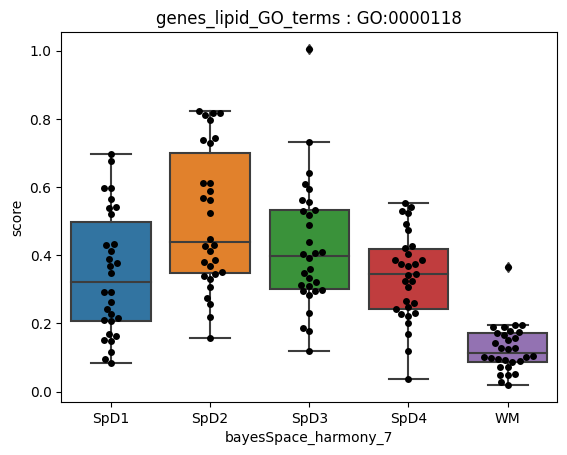 genes_lipid_GO_terms : GO:0000118
score
1.0
0.8
0.6
0.4
0.2
0.0
SpD1 SpD2 SpD3 SpD4 WM
bayesSpace_harmony_7